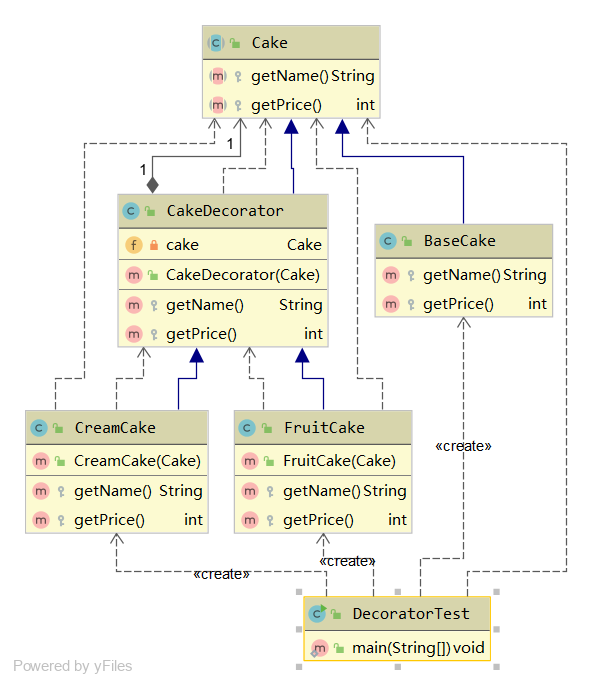 Cake
getName() String
getPrice() int
1
1
CakeDecorator
cake Cake
CakeDecorator(Cake)
getName() String
getPrice() int
BaseCake
getName() String
getPrice() int
CreamCake
CreamCake(Cake)
getName() String
getPrice() int
FruitCake
FruitCake(Cake)
getName() String
getPrice() int
«create»
«create»
«create»
DecoratorTest
main(String[]) void
Powered by yFiles